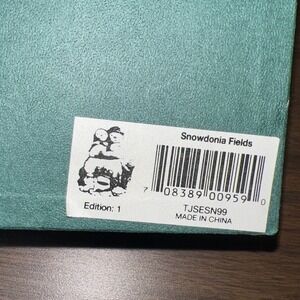 Snowdonia Fields
7 08389 00959 0
Edition: 1
TJSESN99
MADE IN CHINA